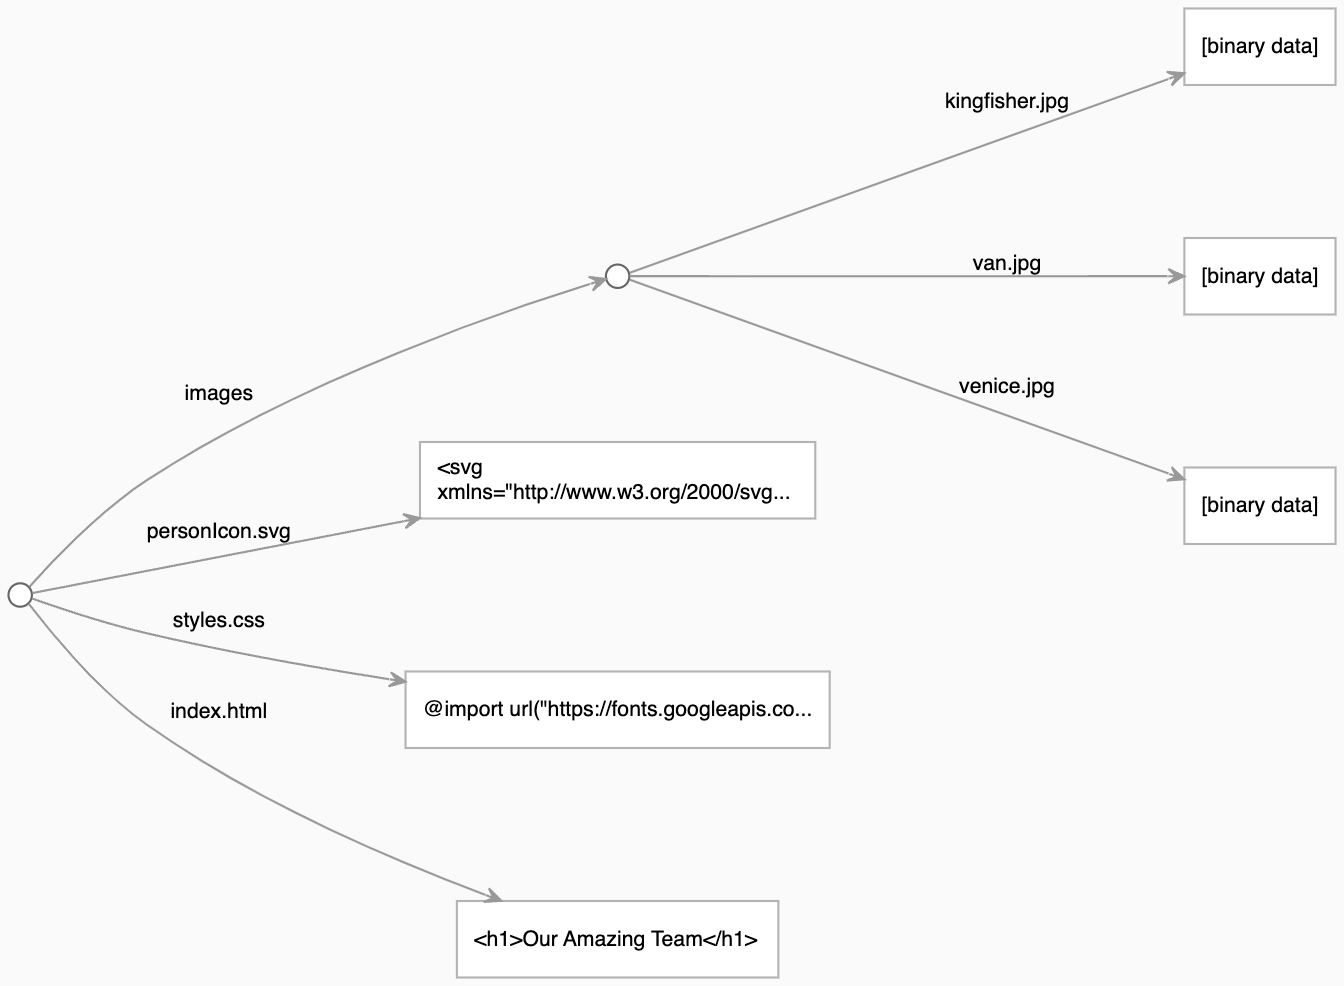 [binary data]
kingfisher.jpg
van.jpg
[binary data]
venice.jpg
images
<svg
xmlns="http://www.w3.org/2000/svg...
[binary data]
personIcon.svg
styles.css
index.html
@import url("https://fonts.googleapis.co...
<h1>Our Amazing Team</h1>